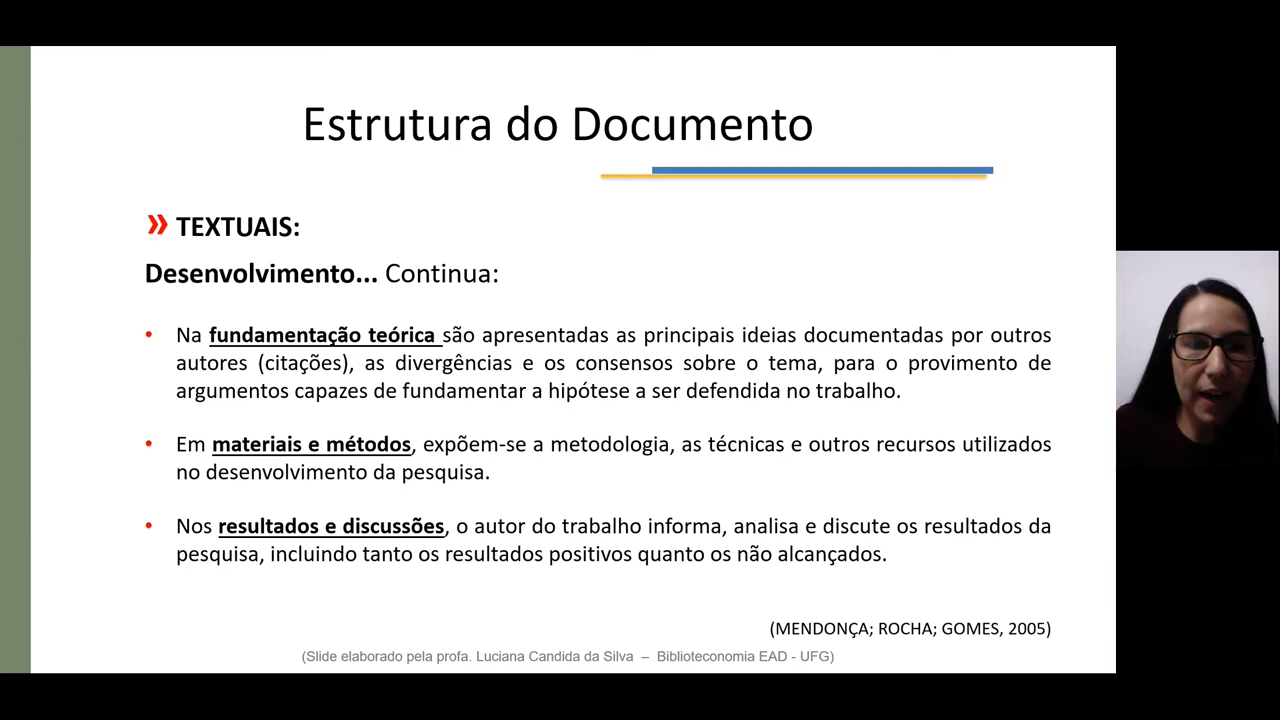 Estrutura do Documento
» TEXTUAIS:
Desenvolvimento... Continua:
• Na fundamentação teórica são apresentadas as principais ideias documentadas por outros
autores (citações), as divergências e os consensos sobre o tema, para o provimento de
argumentos capazes de fundamentar a hipótese a ser defendida no trabalho.
• Em materiais e métodos, expõem-se a metodologia, as técnicas e outros recursos utilizados
no desenvolvimento da pesquisa.
• Nos resultados e discussões, o autor do trabalho informa, analisa e discute os resultados da
pesquisa, incluindo tanto os resultados positivos quanto os não alcançados.
(MENDONÇA; ROCHA; GOMES, 2005)
(Slide elaborado pela profa. Luciana Candida da Silva – Biblioteconomia EAD - UFG)